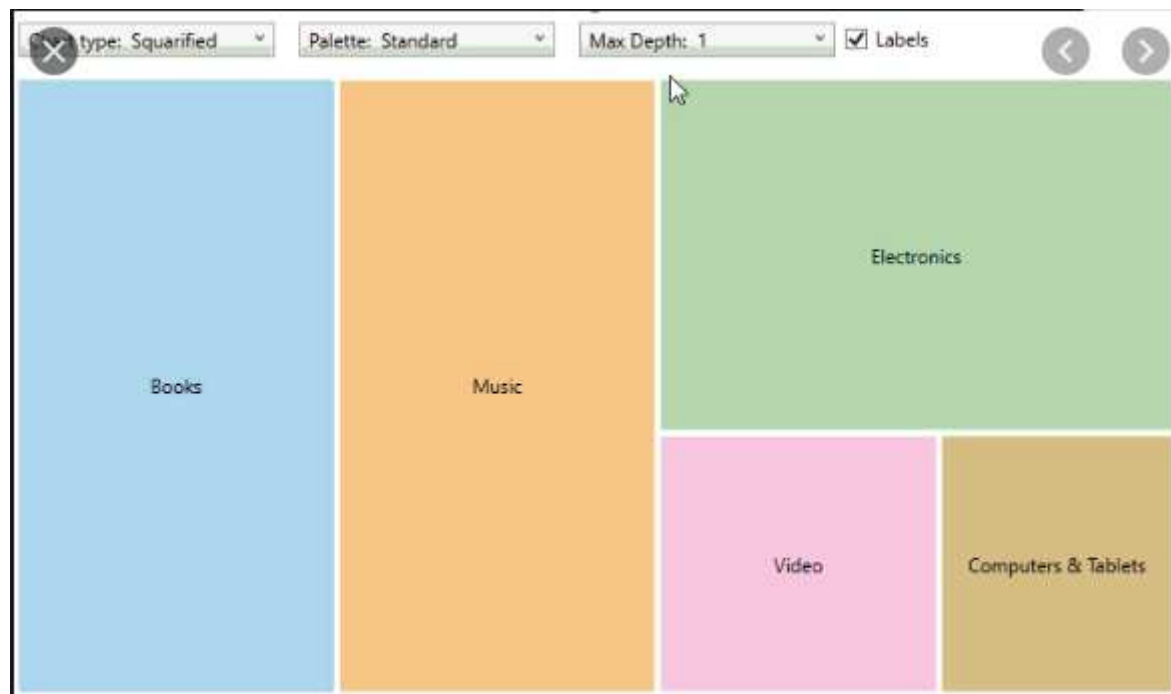 type: Squarified
Palette: Standard
Max Depth: 1
Labels
Electronics
Books
Music
Video
Computers & Tablets